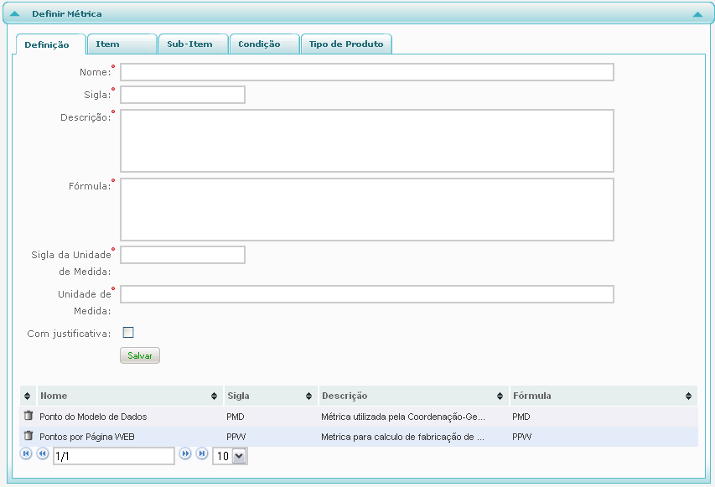 Definir Métrica
Definição Item Sub-Item Condição Tipo de Produto
Nome:
Sigla:
Descrição:
Fórmula:
Sigla da Unidade
de Medida:
Unidade de
Medida:
Com justificativa:
Salvar
Nome Sigla Descrição Fórmula
Ponto do Modelo de Dados PMD Métrica utilizada pela Coordenação-Ge... PMD
Pontos por Página WEB PPW Metrica para calculo de fabricação de ... PPW
1/1 10